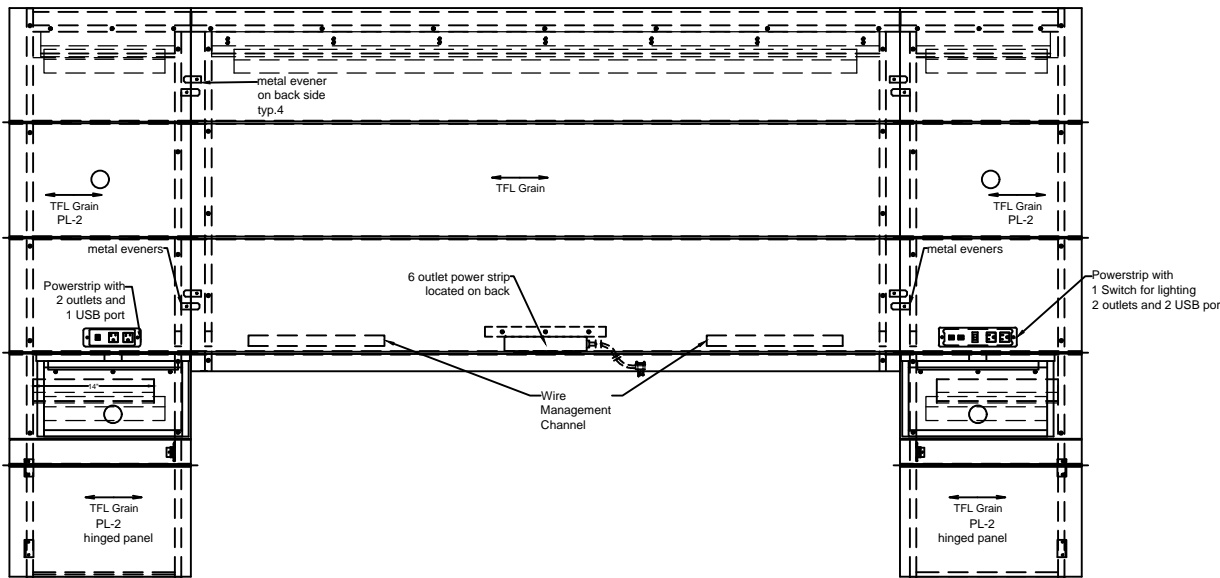 metal evener
on back side
typ.4
TFL Grain
PL-2
TFL Grain
TFL Grain
PL-2
metal eveners
Powerstrip with
2 outlets and
1 USB port
6 outlet power strip
located on back
metal eveners
Powerstrip with
1 Switch for lighting
2 outlets and 2 USB por
14"
Wire
Management
Channel
TFL Grain
PL-2
hinged panel
TFL Grain
PL-2
hinged panel